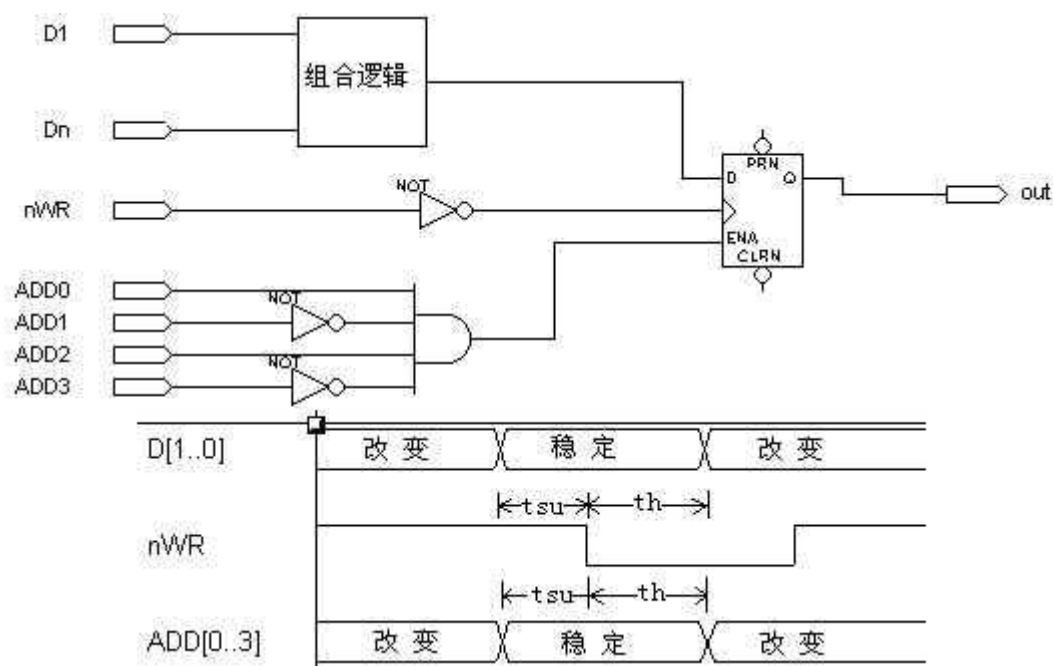 D1
组合逻辑
Dn
PRN
D Q
out
NOT
nWR
ENA
CLRN
ADD0
NOT
ADD1
ADD2
NOT
ADD3
D[1..0] 改变 稳定 改变
tsu th
nWR
tsu th
ADD[0..3] 改变 稳定 改变